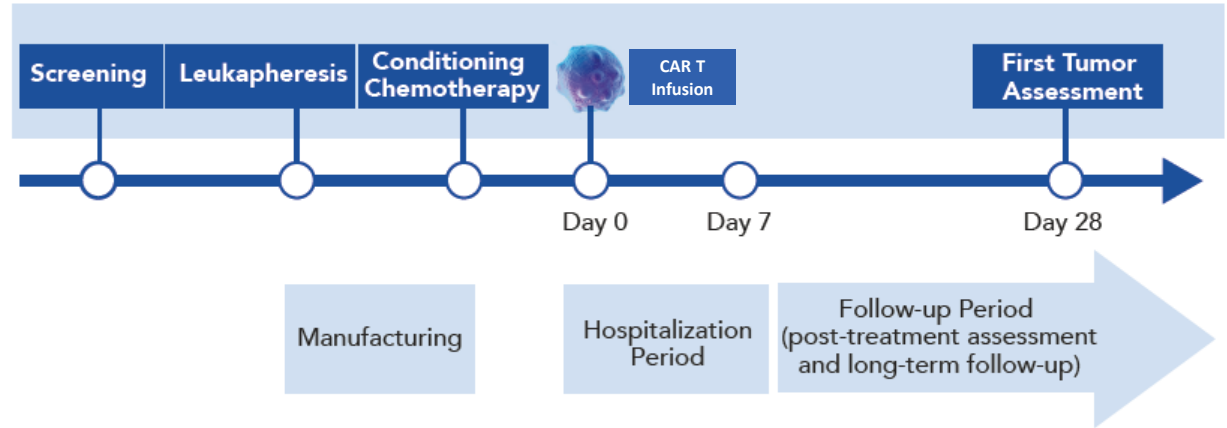 Screening
Leukapheresis
Conditioning
Chemotherapy
CAR T
Infusion
First Tumor
Assessment
Day 0
Day 7
Day 28
Manufacturing
Hospitalization
Period
Follow-up Period
(post-treatment assessment
and long-term follow-up)